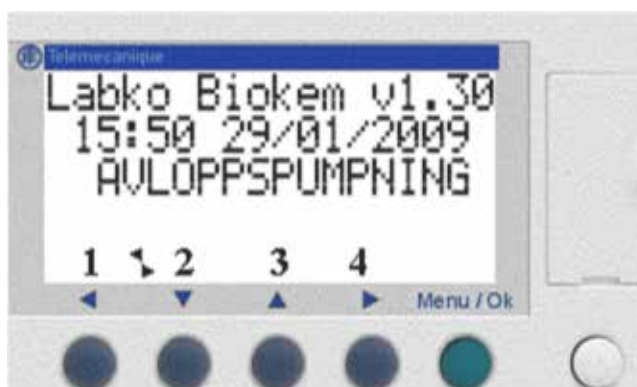 Telemecanique
Labko Biokem v1.30
15:50 29/01/2009
AVLOPPSPUMPNING
1 2 3 4
Menu / Ok